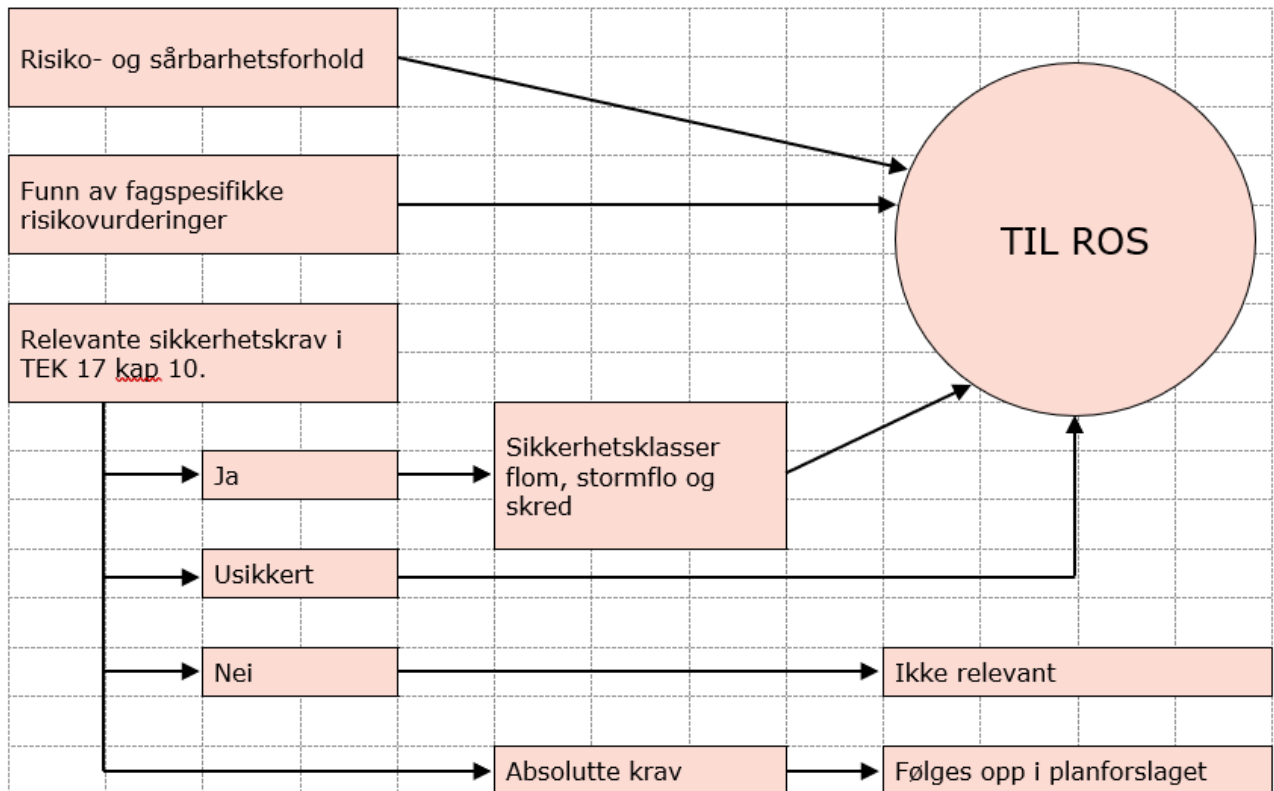 Risiko- og sårbarhetsforhold
Funn av fagspesifikke
risikovurderinger
TIL ROS
Relevante sikkerhetskrav i
TEK 17 kap 10.
Ja
Sikkerhetsklasser
flom, stormflo og
skred
Usikkert
Nei
Ikke relevant
Absolutte krav
Følges opp i planforslaget